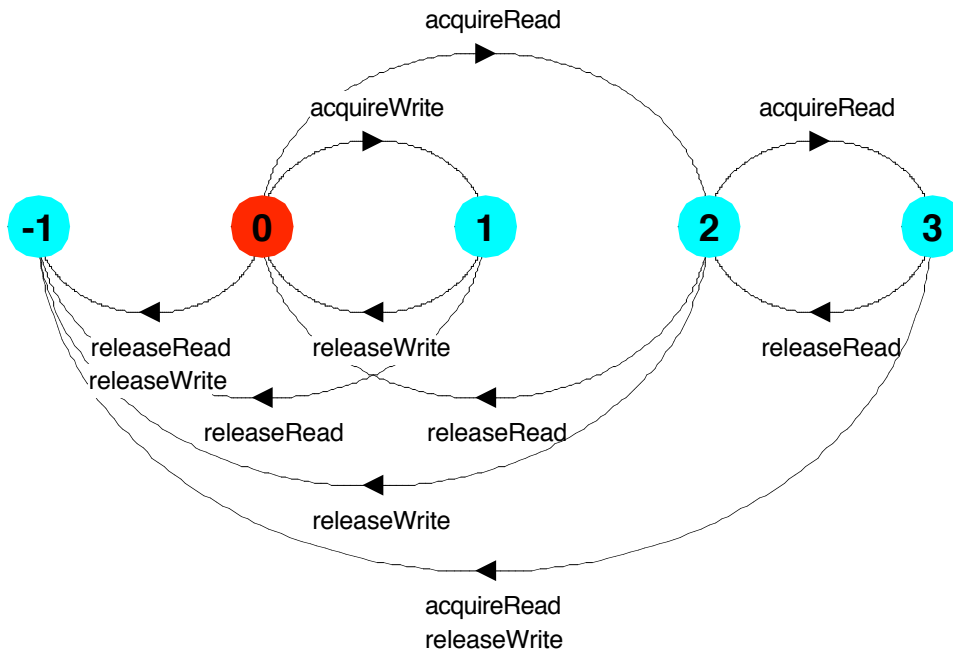 acquireRead
acquireWrite
acquireRead
-1 0 1 2 3
releaseRead
releaseWrite
releaseWrite
releaseRead
releaseRead
releaseRead
releaseWrite
acquireRead
releaseWrite